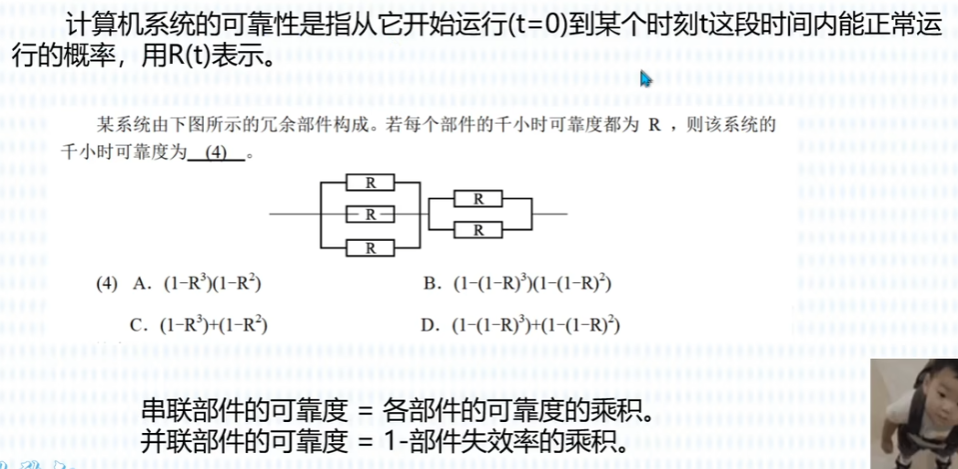 计算机系统的可靠性是指从它开始运行(t=0)到某个时刻t这段时间内能正常运
行的概率，用R(t)表示。
某系统由下图所示的冗余部件构成。若每个部件的千小时可靠度都为 R ，则该系统的
千小时可靠度为 (4) 。
R
R
R
R
R
(4) A. (1-R³)(1-R²)
B. (1-(1-R)³)(1-(1-R)²)
C. (1-R³)+(1-R²)
D. (1-(1-R)³)+(1-(1-R)²)
串联部件的可靠度 = 各部件的可靠度的乘积。
并联部件的可靠度 = 1-部件失效率的乘积。